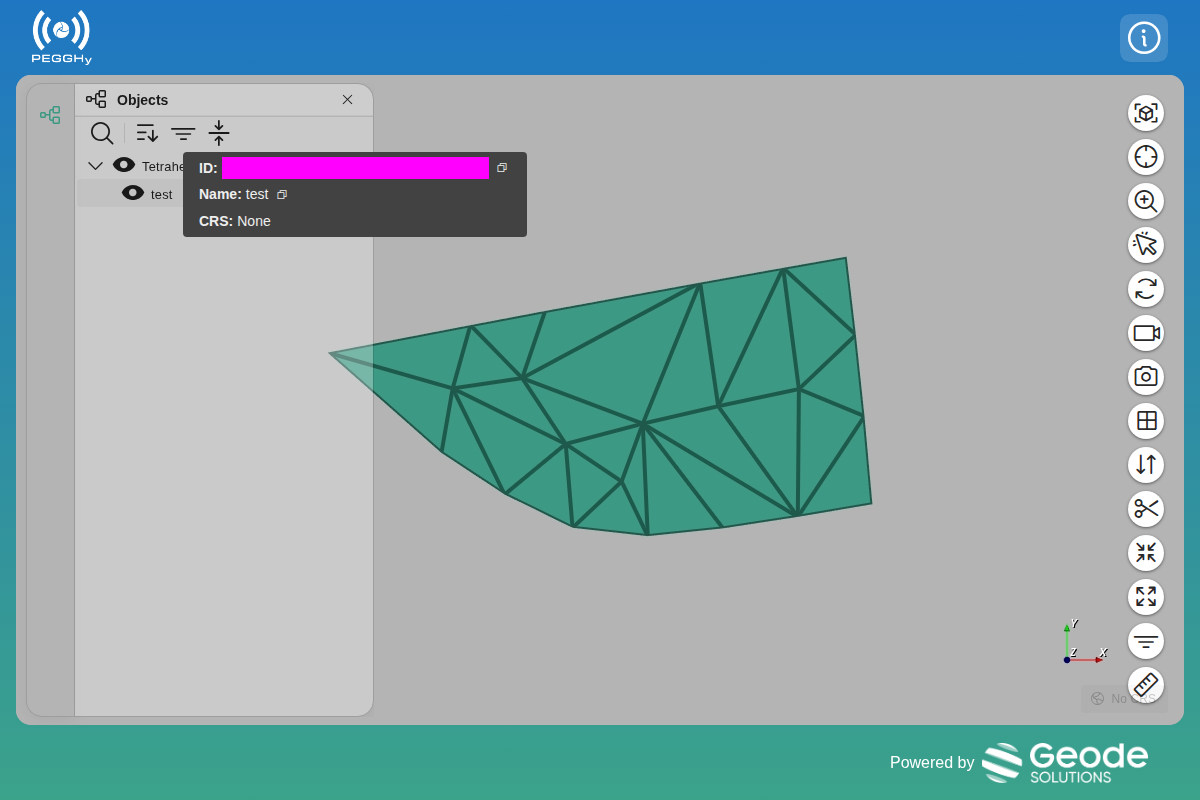 PEGGHy
Objects
Tetrahe
test
ID:
Name: test
CRS: None
Y
Z X
No CRS
Powered by Geode
SOLUTIONS